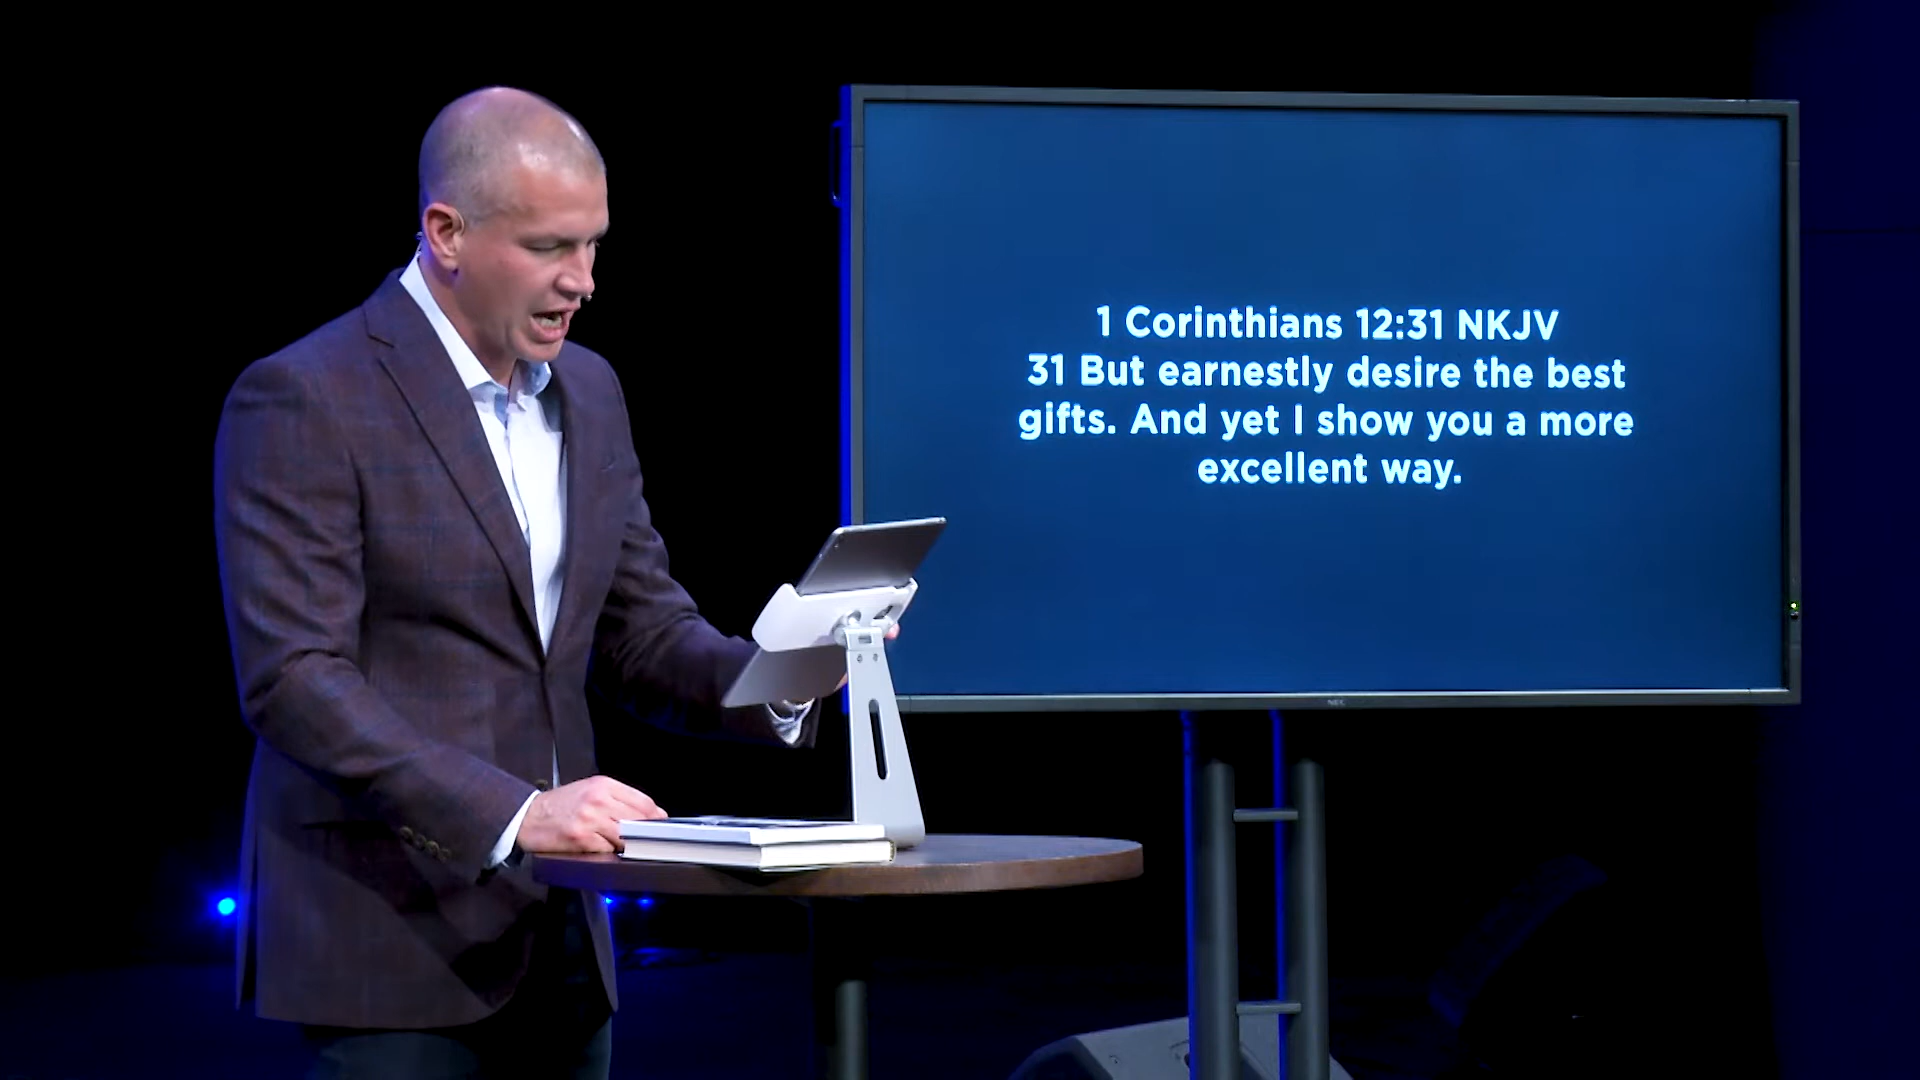 1 Corinthians 12:31 NKJV
31 But earnestly desire the best
gifts. And yet I show you a more
excellent way.
NEC